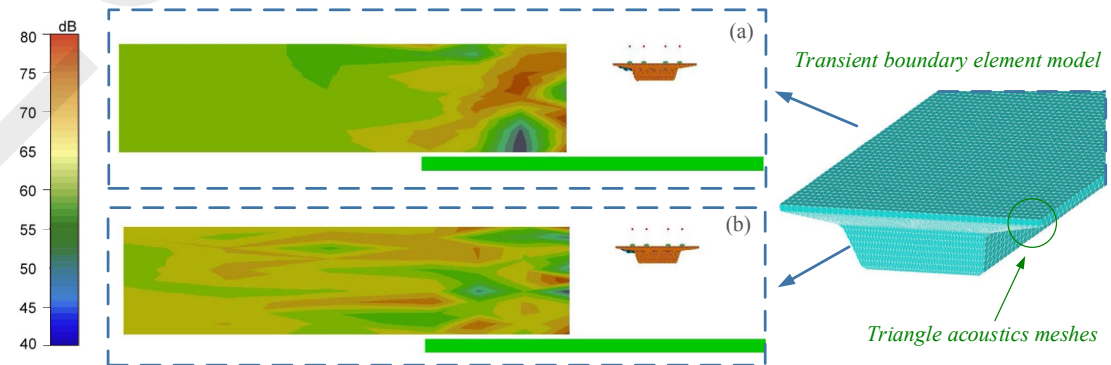 dB
80
75
70
65
60
55
50
45
40
(a)
(b)
Transient boundary element model
Triangle acoustics meshes